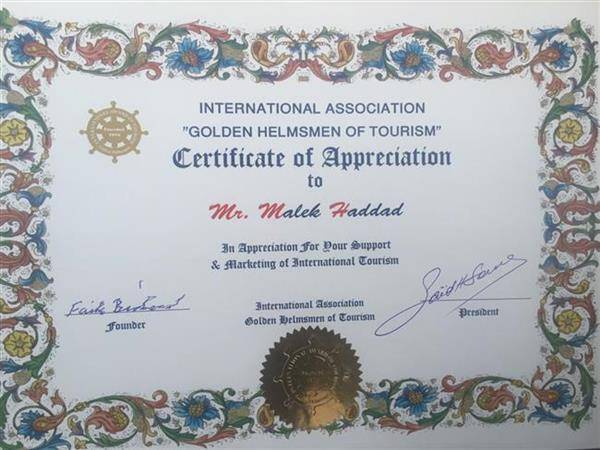 INTERNATIONAL ASSOCIATION
"GOLDEN HELMSMEN OF TOURISM"
Certificate of Appreciation
to
Mr. Malek Haddad
In Appreciation For Your Support
& Marketing of International Tourism
Founder
International Association
Golden Helmsmen of Tourism
President